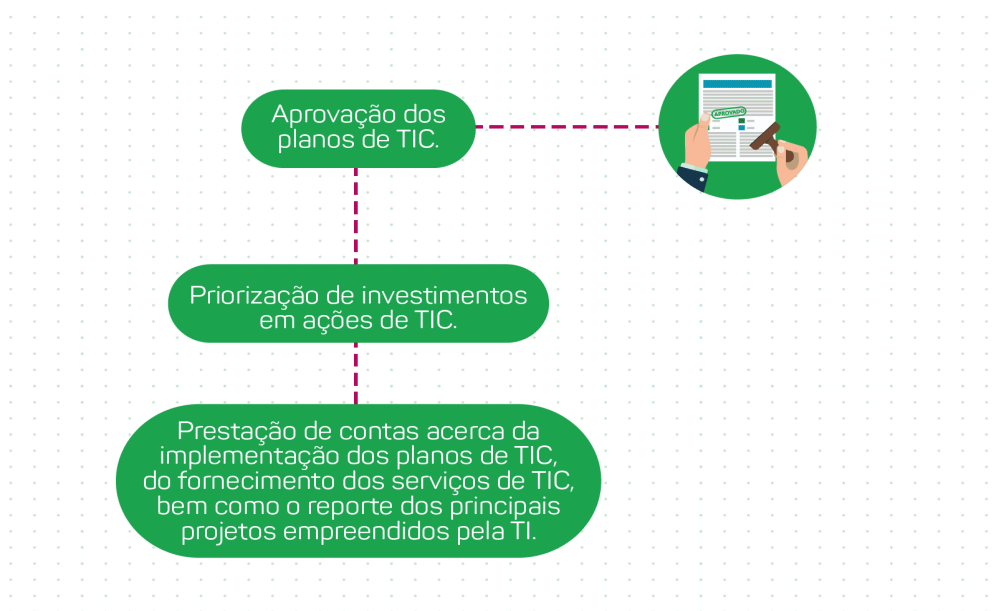 Aprovação dos
planos de TIC.
APROVADO
Priorização de investimentos
em ações de TIC.
Prestação de contas acerca da
implementação dos planos de TIC,
do fornecimento dos serviços de TIC,
bem como o reporte dos principais
projetos empreendidos pela TI.